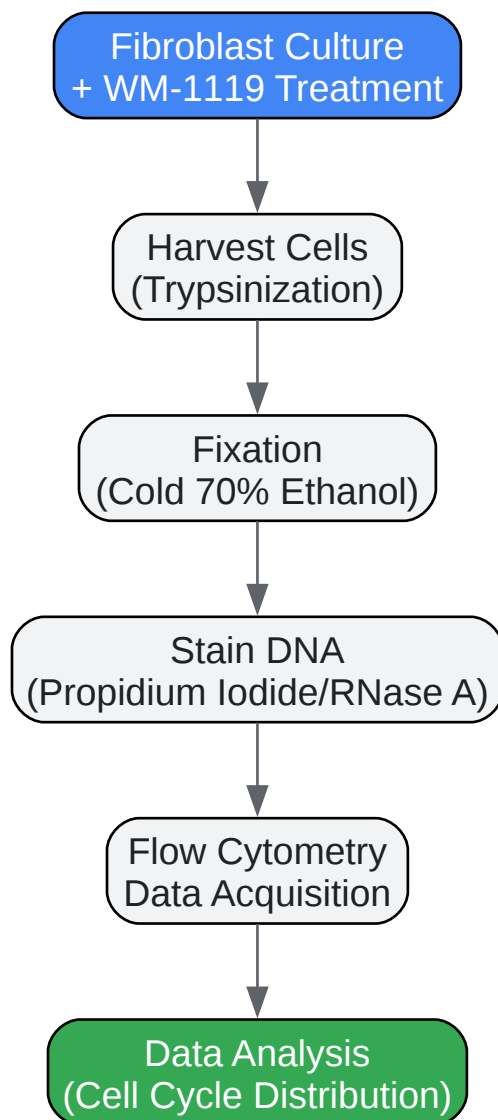 Fibroblast Culture
+ WM-1119 Treatment
Harvest Cells
(Trypsinization)
Fixation
(Cold 70% Ethanol)
Stain DNA
(Propidium Iodide/RNase A)
Flow Cytometry
Data Acquisition
Data Analysis
(Cell Cycle Distribution)